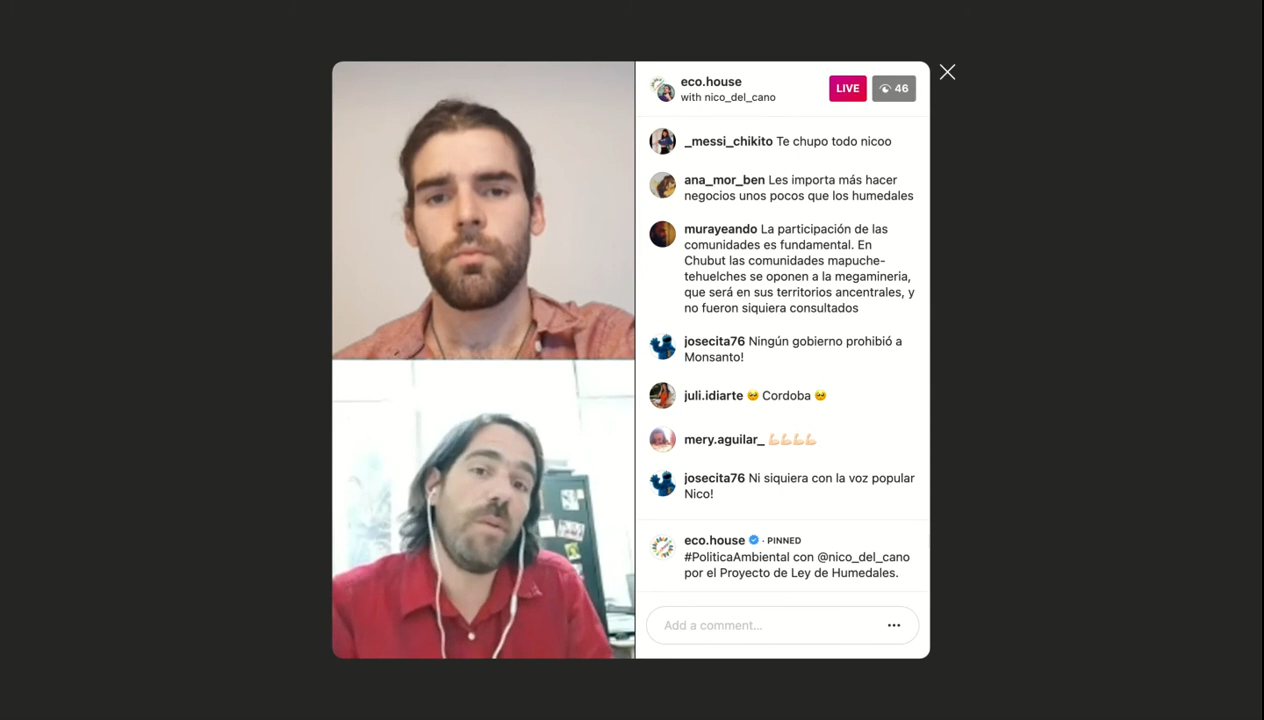 eco.house
with nico_del_cano
LIVE
46
_messi_chikito Te chupo todo nicoo
ana_mor_ben Les importa más hacer
negocios unos pocos que los humedales
murayeando La participación de las
comunidades es fundamental. En
Chubut las comunidades mapuche-
tehuelches se oponen a la megamineria,
que será en sus territorios ancentrales, y
no fueron siquiera consultados
josecita76 Ningún gobierno prohibió a
Monsanto!
juli.idiarte 🥺 Cordoba 🥺
mery.aguilar_ 💪🏻💪🏻💪🏻💪🏻
josecita76 Ni siquiera con la voz popular
Nico!
eco.house · PINNED
#PoliticaAmbiental con @nico_del_cano
por el Proyecto de Ley de Humedales.
Add a comment...